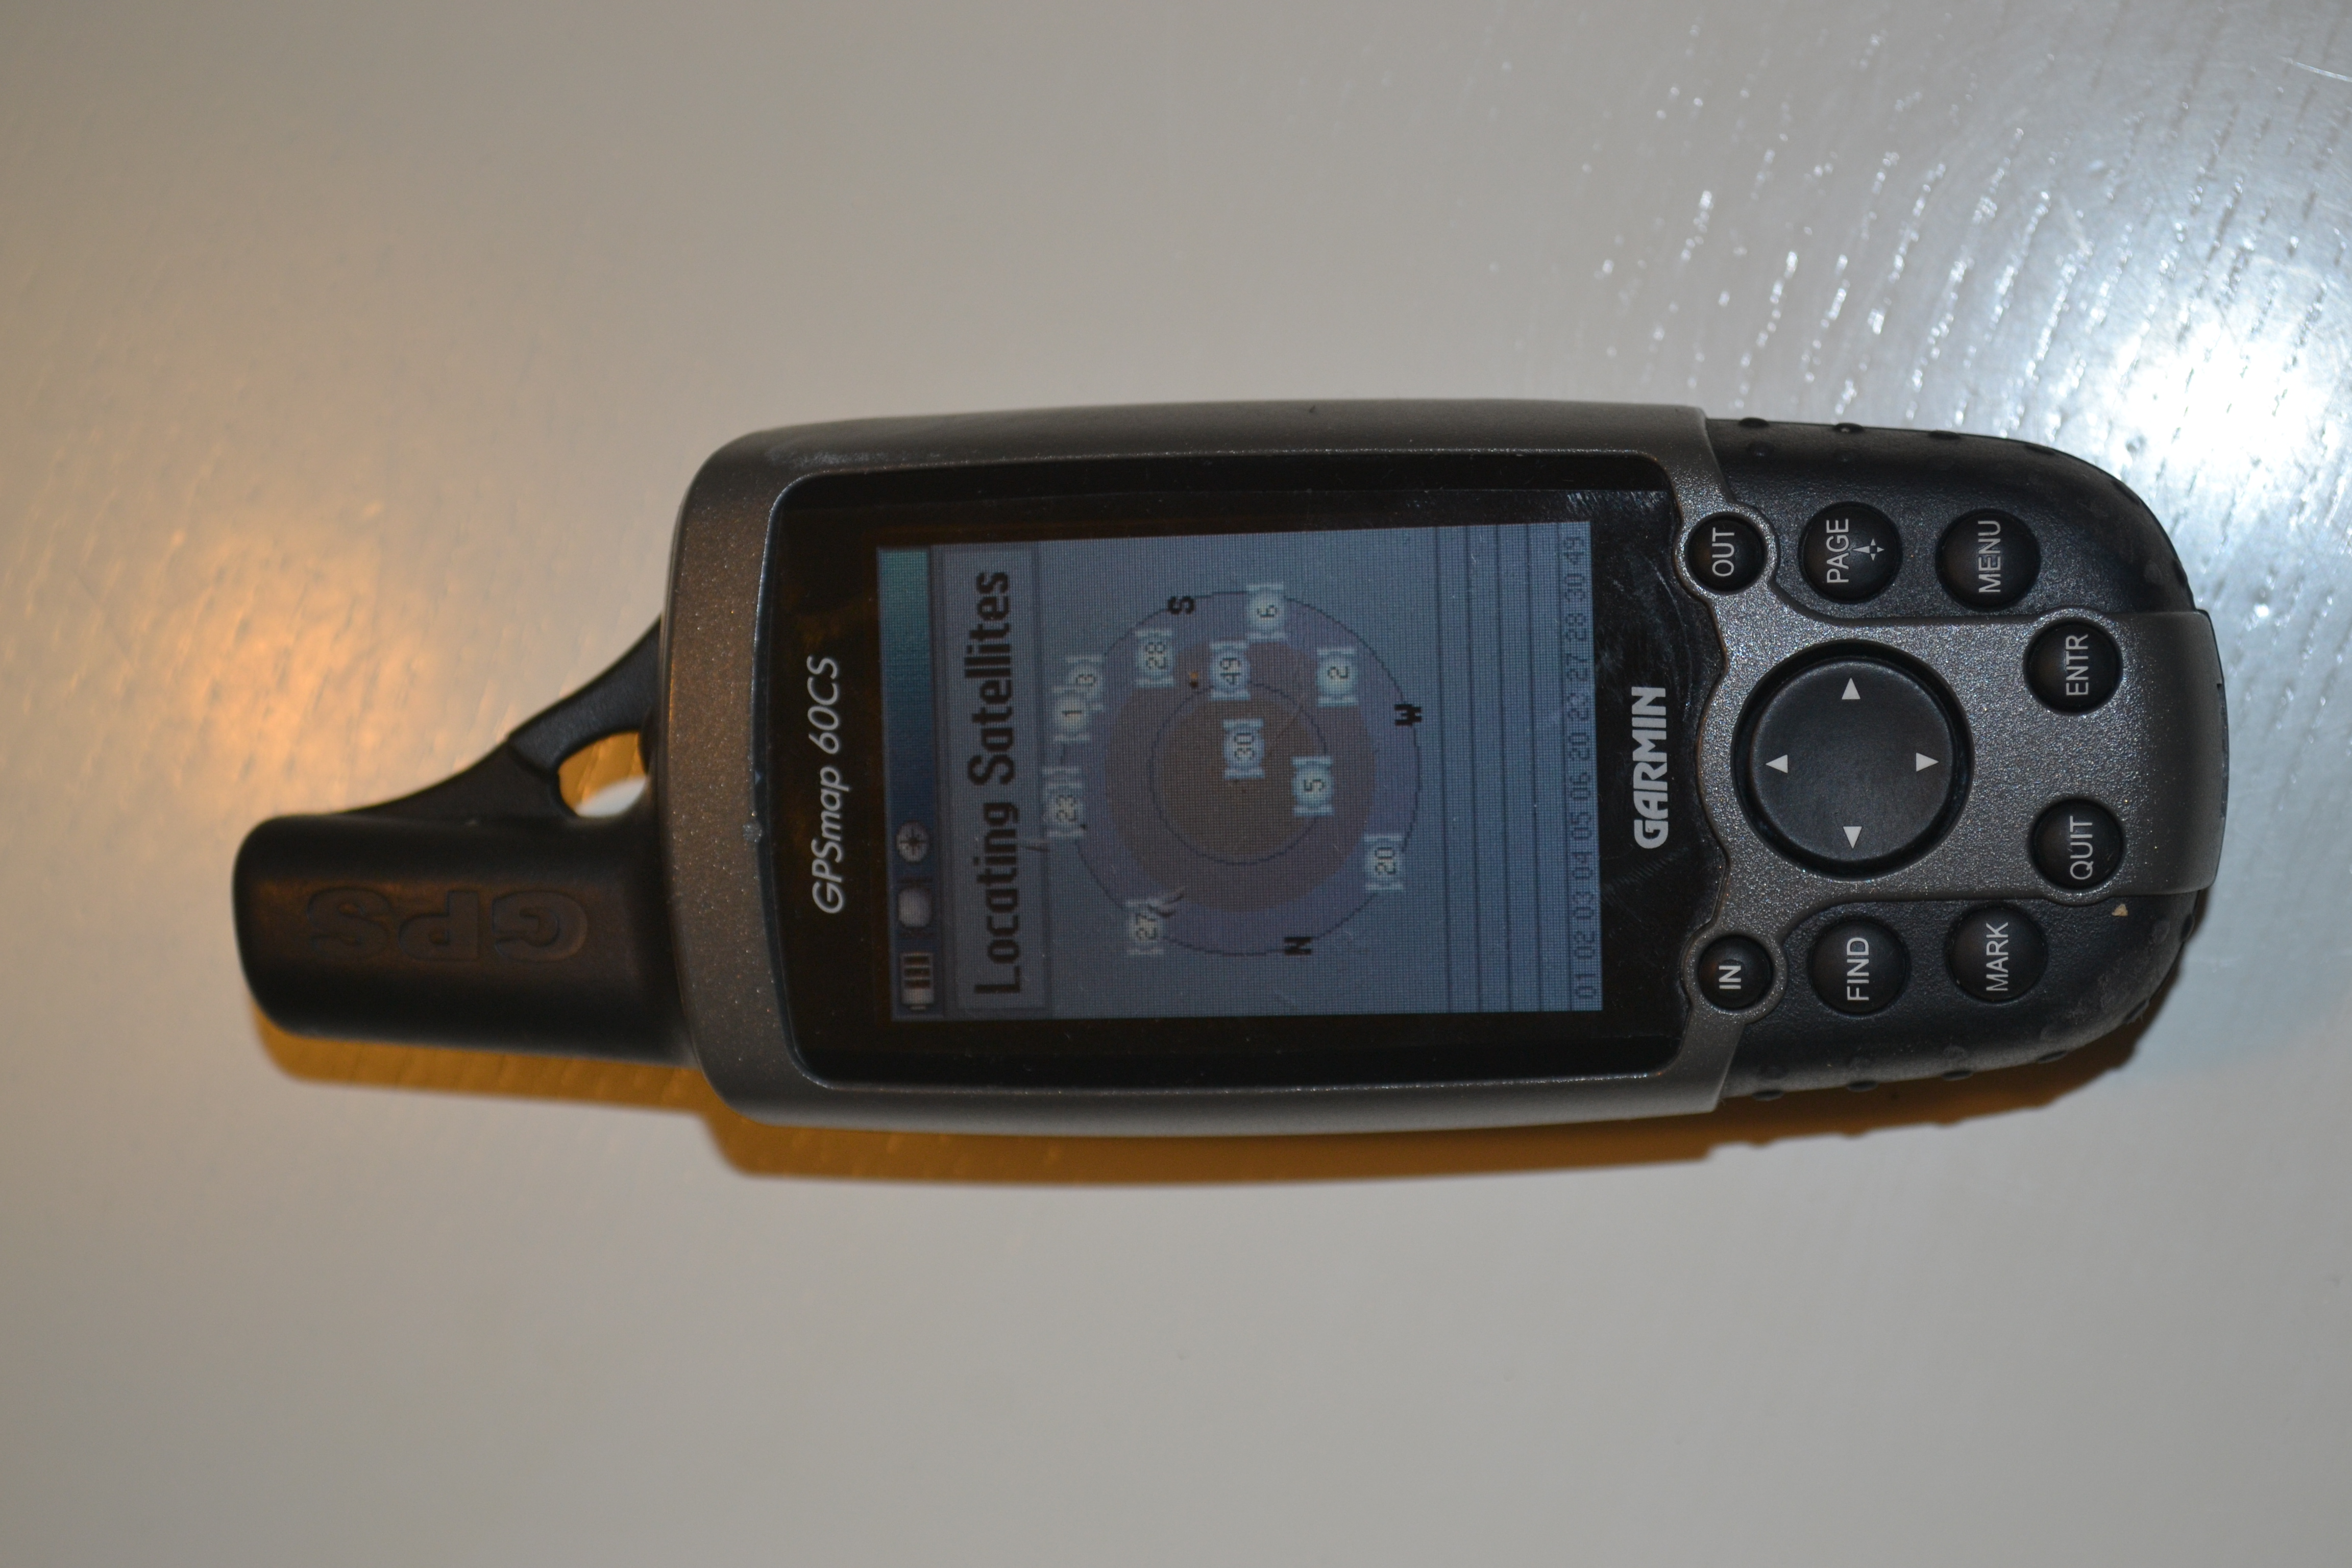 GPS
GPSmap 60CS
Locating Satellites
23 1 3
27 28
S
49
30
6
N
5
2
20
W
01 02 03 04 05 06 20 23 27 28 30 49
GARMIN
IN OUT
FIND PAGE
MARK MENU
QUIT ENTR